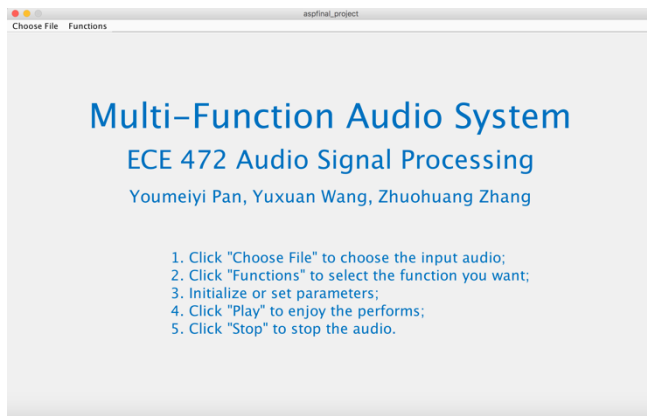 aspfinal_project
Choose File Functions
Multi-Function Audio System
ECE 472 Audio Signal Processing
Youmeiyi Pan, Yuxuan Wang, Zhuohuang Zhang
1. Click "Choose File" to choose the input audio;
2. Click "Functions" to select the function you want;
3. Initialize or set parameters;
4. Click "Play" to enjoy the performs;
5. Click "Stop" to stop the audio.